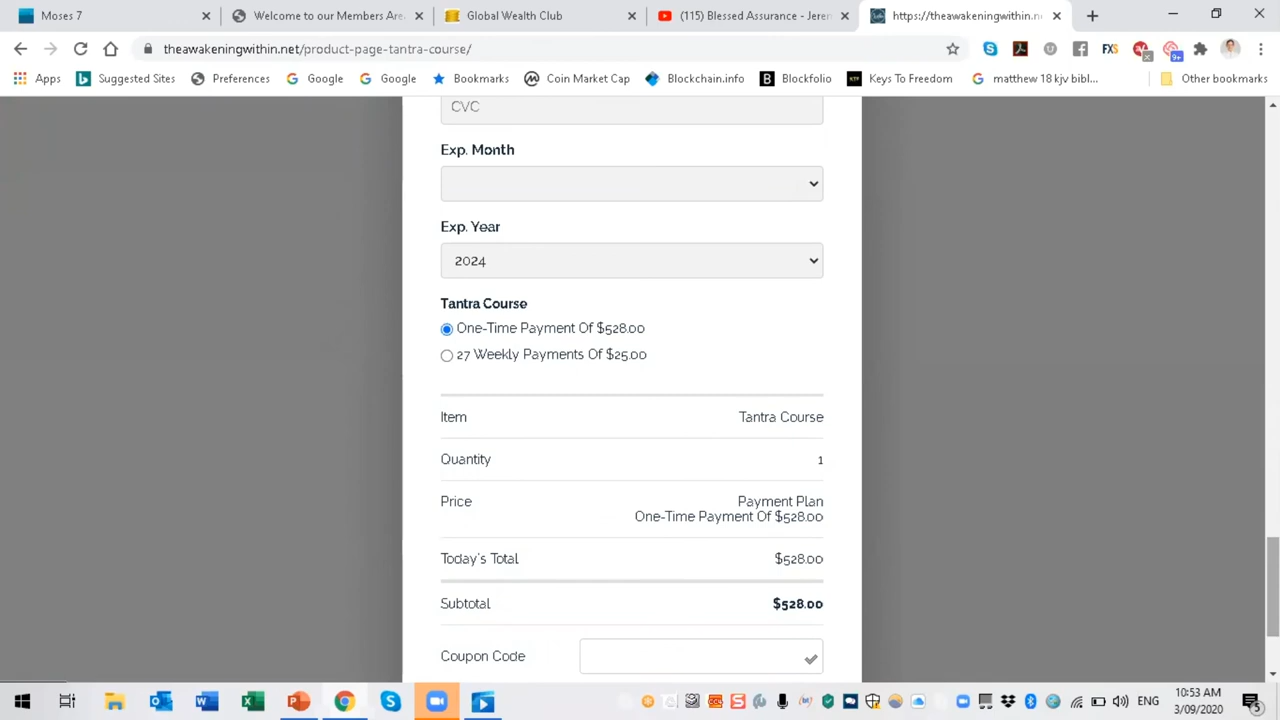 Moses 7
Welcome to our Members Are
Global Wealth Club
(115) Blessed Assurance - Jeren
https://theawakeningwithin.n
theawakeningwithin.net/product-page-tantra-course/
Apps
Suggested Sites
Preferences
Google
Google
Bookmarks
Coin Market Cap
Blockchain.info
Blockfolio
Keys To Freedom
matthew 18 kjv bibl...
Other bookmarks
CVC
Exp. Month
Exp. Year
2024
Tantra Course
One-Time Payment Of $528.00
27 Weekly Payments Of $25.00
Item Tantra Course
Quantity 1
Price Payment Plan
One-Time Payment Of $528.00
Today's Total $528.00
Subtotal $528.00
Coupon Code
ENG
10:53 AM
3/09/2020
5